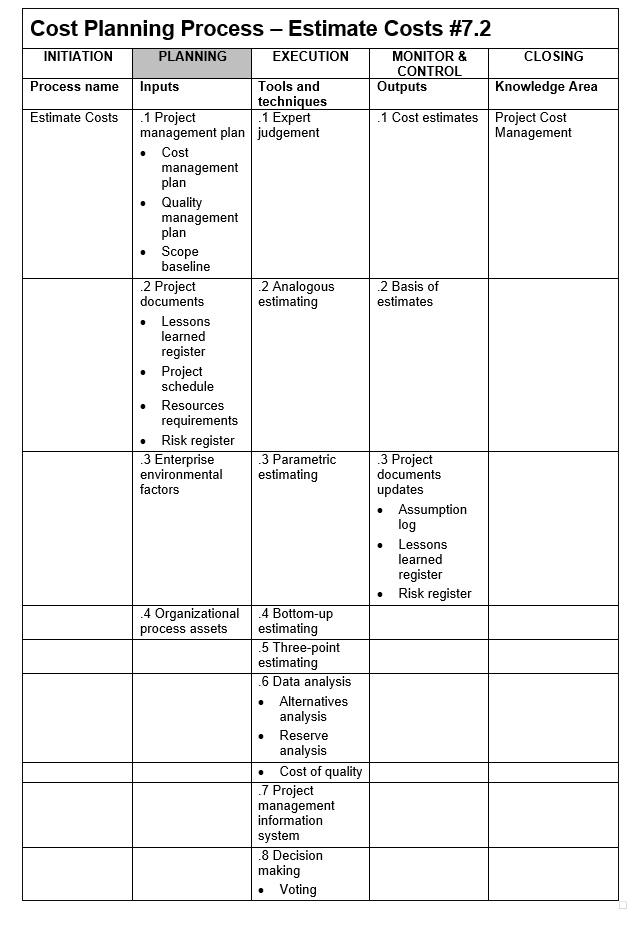 Cost Planning Process – Estimate Costs #7.2
INITIATION
PLANNING
EXECUTION
MONITOR &
CONTROL
CLOSING
Process name
Inputs
Tools and
techniques
Outputs
Knowledge Area
Estimate Costs
.1 Project
management plan
• Cost
management
plan
• Quality
management
plan
• Scope
baseline
.1 Expert
judgement
.1 Cost estimates
Project Cost
Management
.2 Project
documents
• Lessons
learned
register
• Project
schedule
• Resources
requirements
• Risk register
.2 Analogous
estimating
.2 Basis of
estimates
.3 Enterprise
environmental
factors
.3 Parametric
estimating
.3 Project
documents
updates
• Assumption
log
• Lessons
learned
register
• Risk register
.4 Organizational
process assets
.4 Bottom-up
estimating
.5 Three-point
estimating
.6 Data analysis
• Alternatives
analysis
• Reserve
analysis
• Cost of quality
.7 Project
management
information
system
.8 Decision
making
• Voting